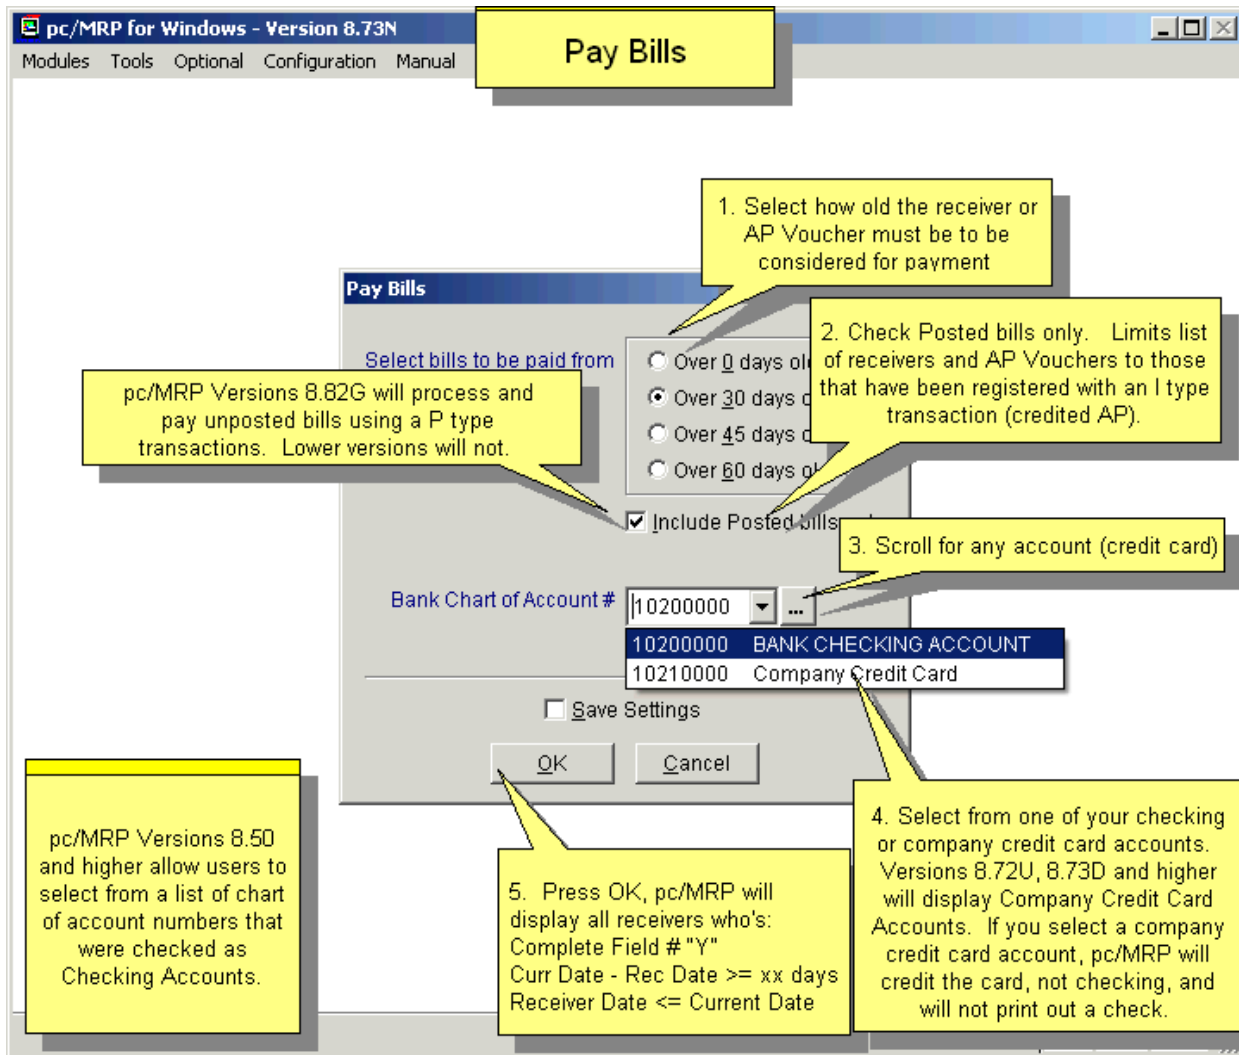 pc/MRP for Windows - Version 8.73N
Pay Bills
Modules Tools Optional Configuration Manual
1. Select how old the receiver or
AP Voucher must be to be
considered for payment
Pay Bills
Select bills to be paid from
Over 0 days old
Over 30 days
Over 45 days
Over 60 days
2. Check Posted bills only. Limits list
of receivers and AP Vouchers to those
that have been registered with an I type
transaction (credited AP).
pc/MRP Versions 8.82G will process and
pay unposted bills using a P type
transactions. Lower versions will not.
Include Posted bills
3. Scroll for any account (credit card)
Bank Chart of Account #
10200000
...
10200000 BANK CHECKING ACCOUNT
10210000 Company Credit Card
Save Settings
OK Cancel
pc/MRP Versions 8.50
and higher allow users to
select from a list of chart
of account numbers that
were checked as
Checking Accounts.
5. Press OK, pc/MRP will
display all receivers who's:
Complete Field # "Y"
Curr Date - Rec Date >= xx days
Receiver Date <= Current Date
4. Select from one of your checking
or company credit card accounts.
Versions 8.72U, 8.73D and higher
will display Company Credit Card
Accounts. If you select a company
credit card account, pc/MRP will
credit the card, not checking, and
will not print out a check.